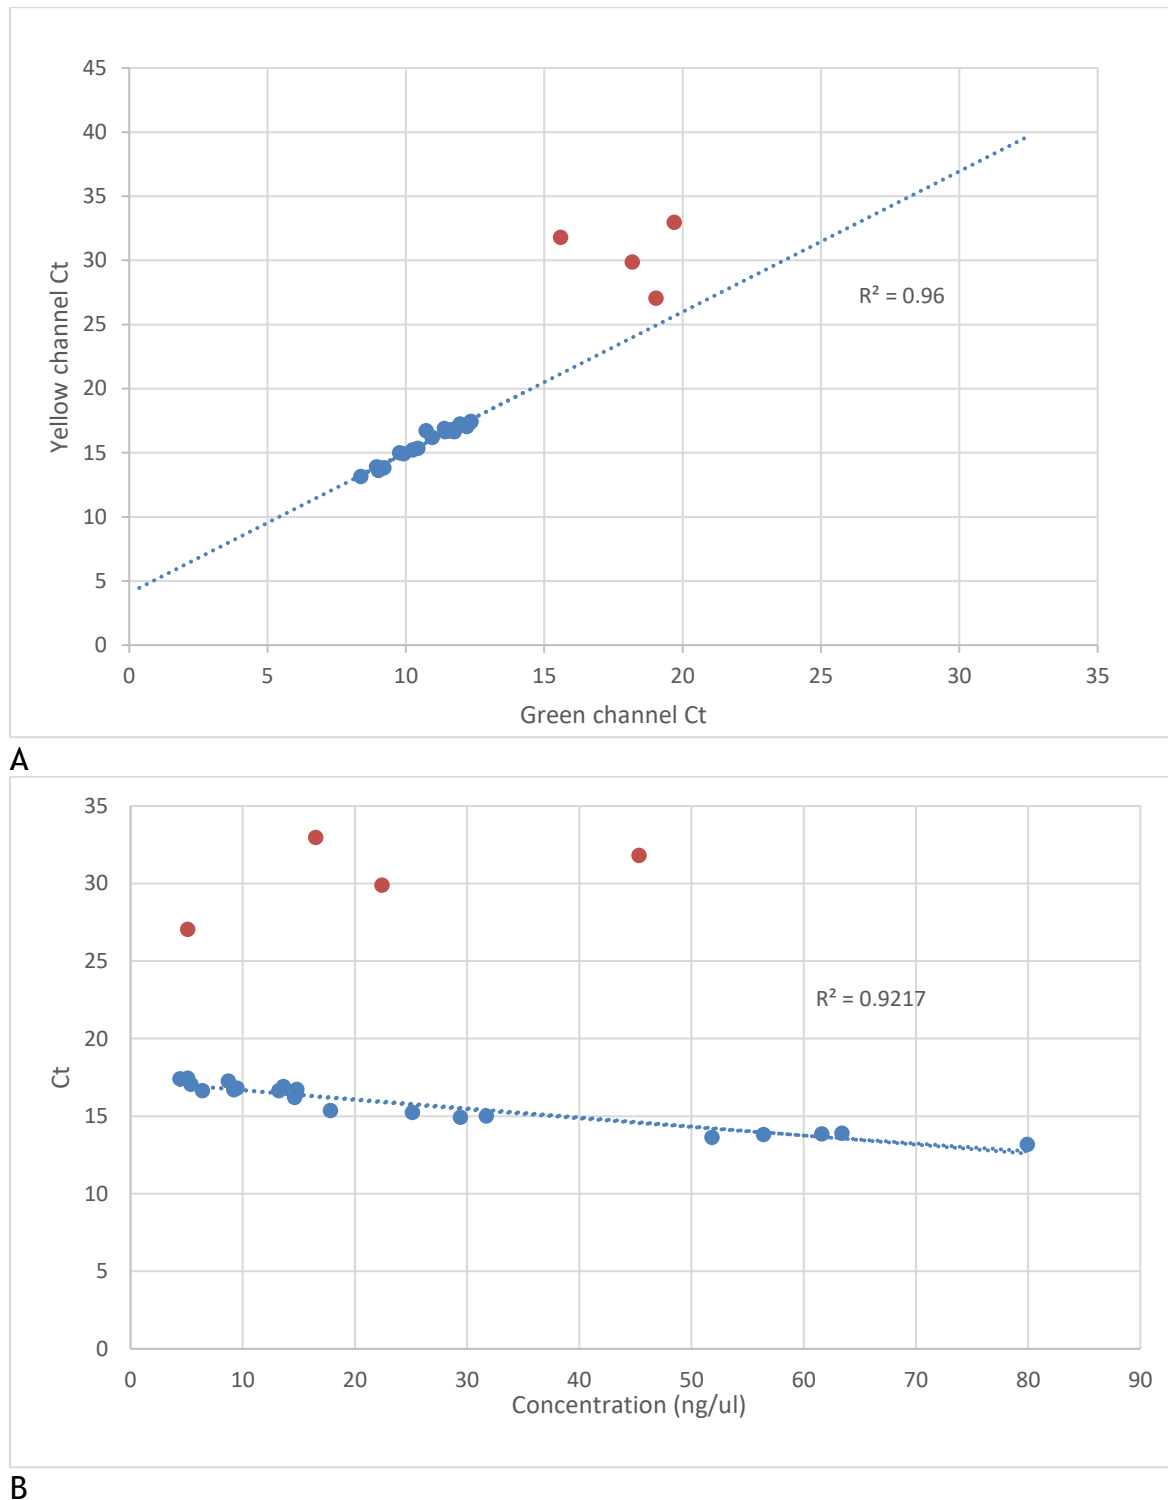 45
40
35
30
25
20
15
10
5
0
Yellow channel Ct
R² = 0.96
0 5 10 15 20 25 30 35
Green channel Ct
A
35
30
25
20
15
10
5
0
Ct
R² = 0.9217
0 10 20 30 40 50 60 70 80 90
Concentration (ng/ul)
B